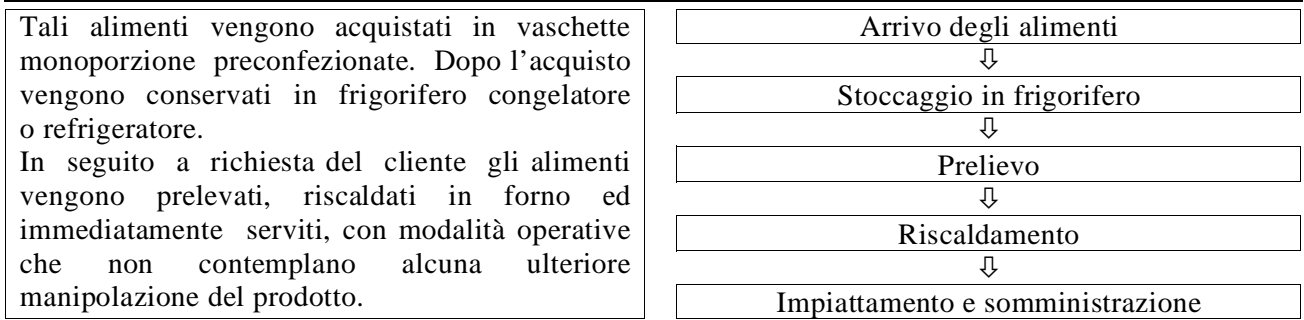 Tali alimenti vengono acquistati in vaschette
monoporzione preconfezionate. Dopo l’acquisto
vengono conservati in frigorifero congelatore
o refrigeratore.
In seguito a richiesta del cliente gli alimenti
vengono prelevati, riscaldati in forno ed
immediatamente serviti, con modalità operative
che non contemplano alcuna ulteriore
manipolazione del prodotto.
Arrivo degli alimenti
⇩
Stoccaggio in frigorifero
⇩
Prelievo
⇩
Riscaldamento
⇩
Impiattamento e somministrazione